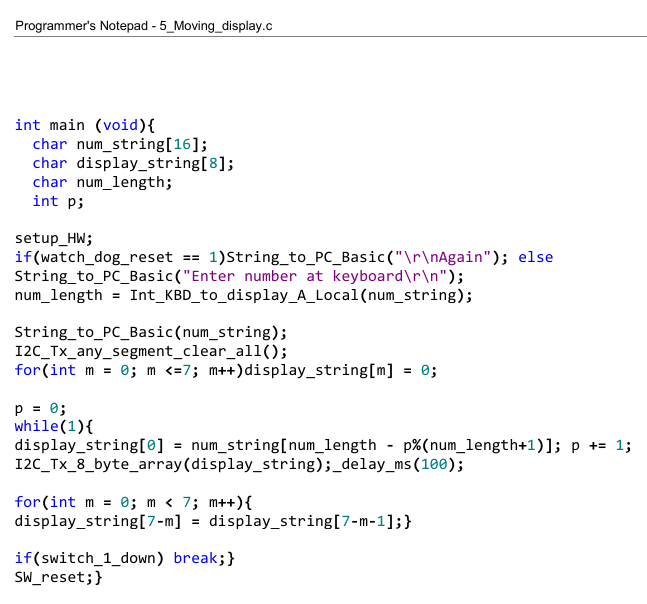 Programmer's Notepad - 5_Moving_display.c
int main (void){
char num_string[16];
char display_string[8];
char num_length;
int p;
setup_HW;
if(watch_dog_reset == 1)String_to_PC_Basic("\r\nAgain"); else
String_to_PC_Basic("Enter number at keyboard\r\n");
num_length = Int_KBD_to_display_A_Local(num_string);
String_to_PC_Basic(num_string);
I2C_Tx_any_segment_clear_all();
for(int m = 0; m <=7; m++)display_string[m] = 0;
p = 0;
while(1){
display_string[0] = num_string[num_length - p%(num_length+1)]; p += 1;
I2C_Tx_8_byte_array(display_string);_delay_ms(100);
for(int m = 0; m < 7; m++){
display_string[7-m] = display_string[7-m-1];}
if(switch_1_down) break;}
SW_reset;}